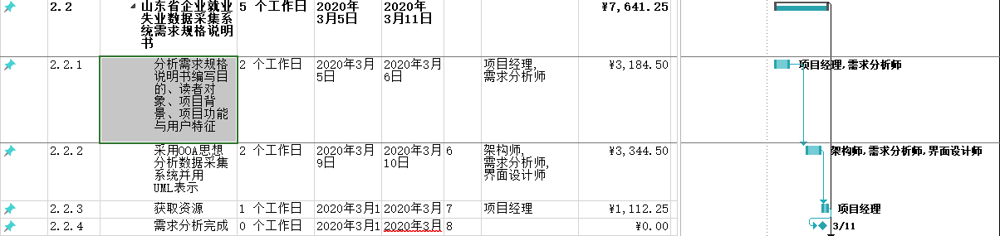 2.2 山东省企业就业 5 个工作日 2020年 2020年 ¥7,641.25
失业数据采集系 3月5日 3月11日
统需求规格说明
书
2.2.1 分析需求规格 2 个工作日 2020年3月 2020年3月 项目经理, ¥3,184.50 项目经理,需求分析师
说明书编写目 5日 6日 需求分析师
的、读者对
象、项目背
景、项目功能
与用户特征
2.2.2 采用OOA思想 2 个工作日 2020年3月 2020年3月 6 架构师, ¥3,344.50 架构师,需求分析师,界面设计师
分析数据采集 9日 10日 需求分析师,
系统并用 界面设计师
UML表示
2.2.3 获取资源 1 个工作日 2020年3月1 2020年3月 7 项目经理 ¥1,112.25 项目经理
2.2.4 需求分析完成 0 个工作日 2020年3月1 2020年3月 8 ¥0.00 3/11